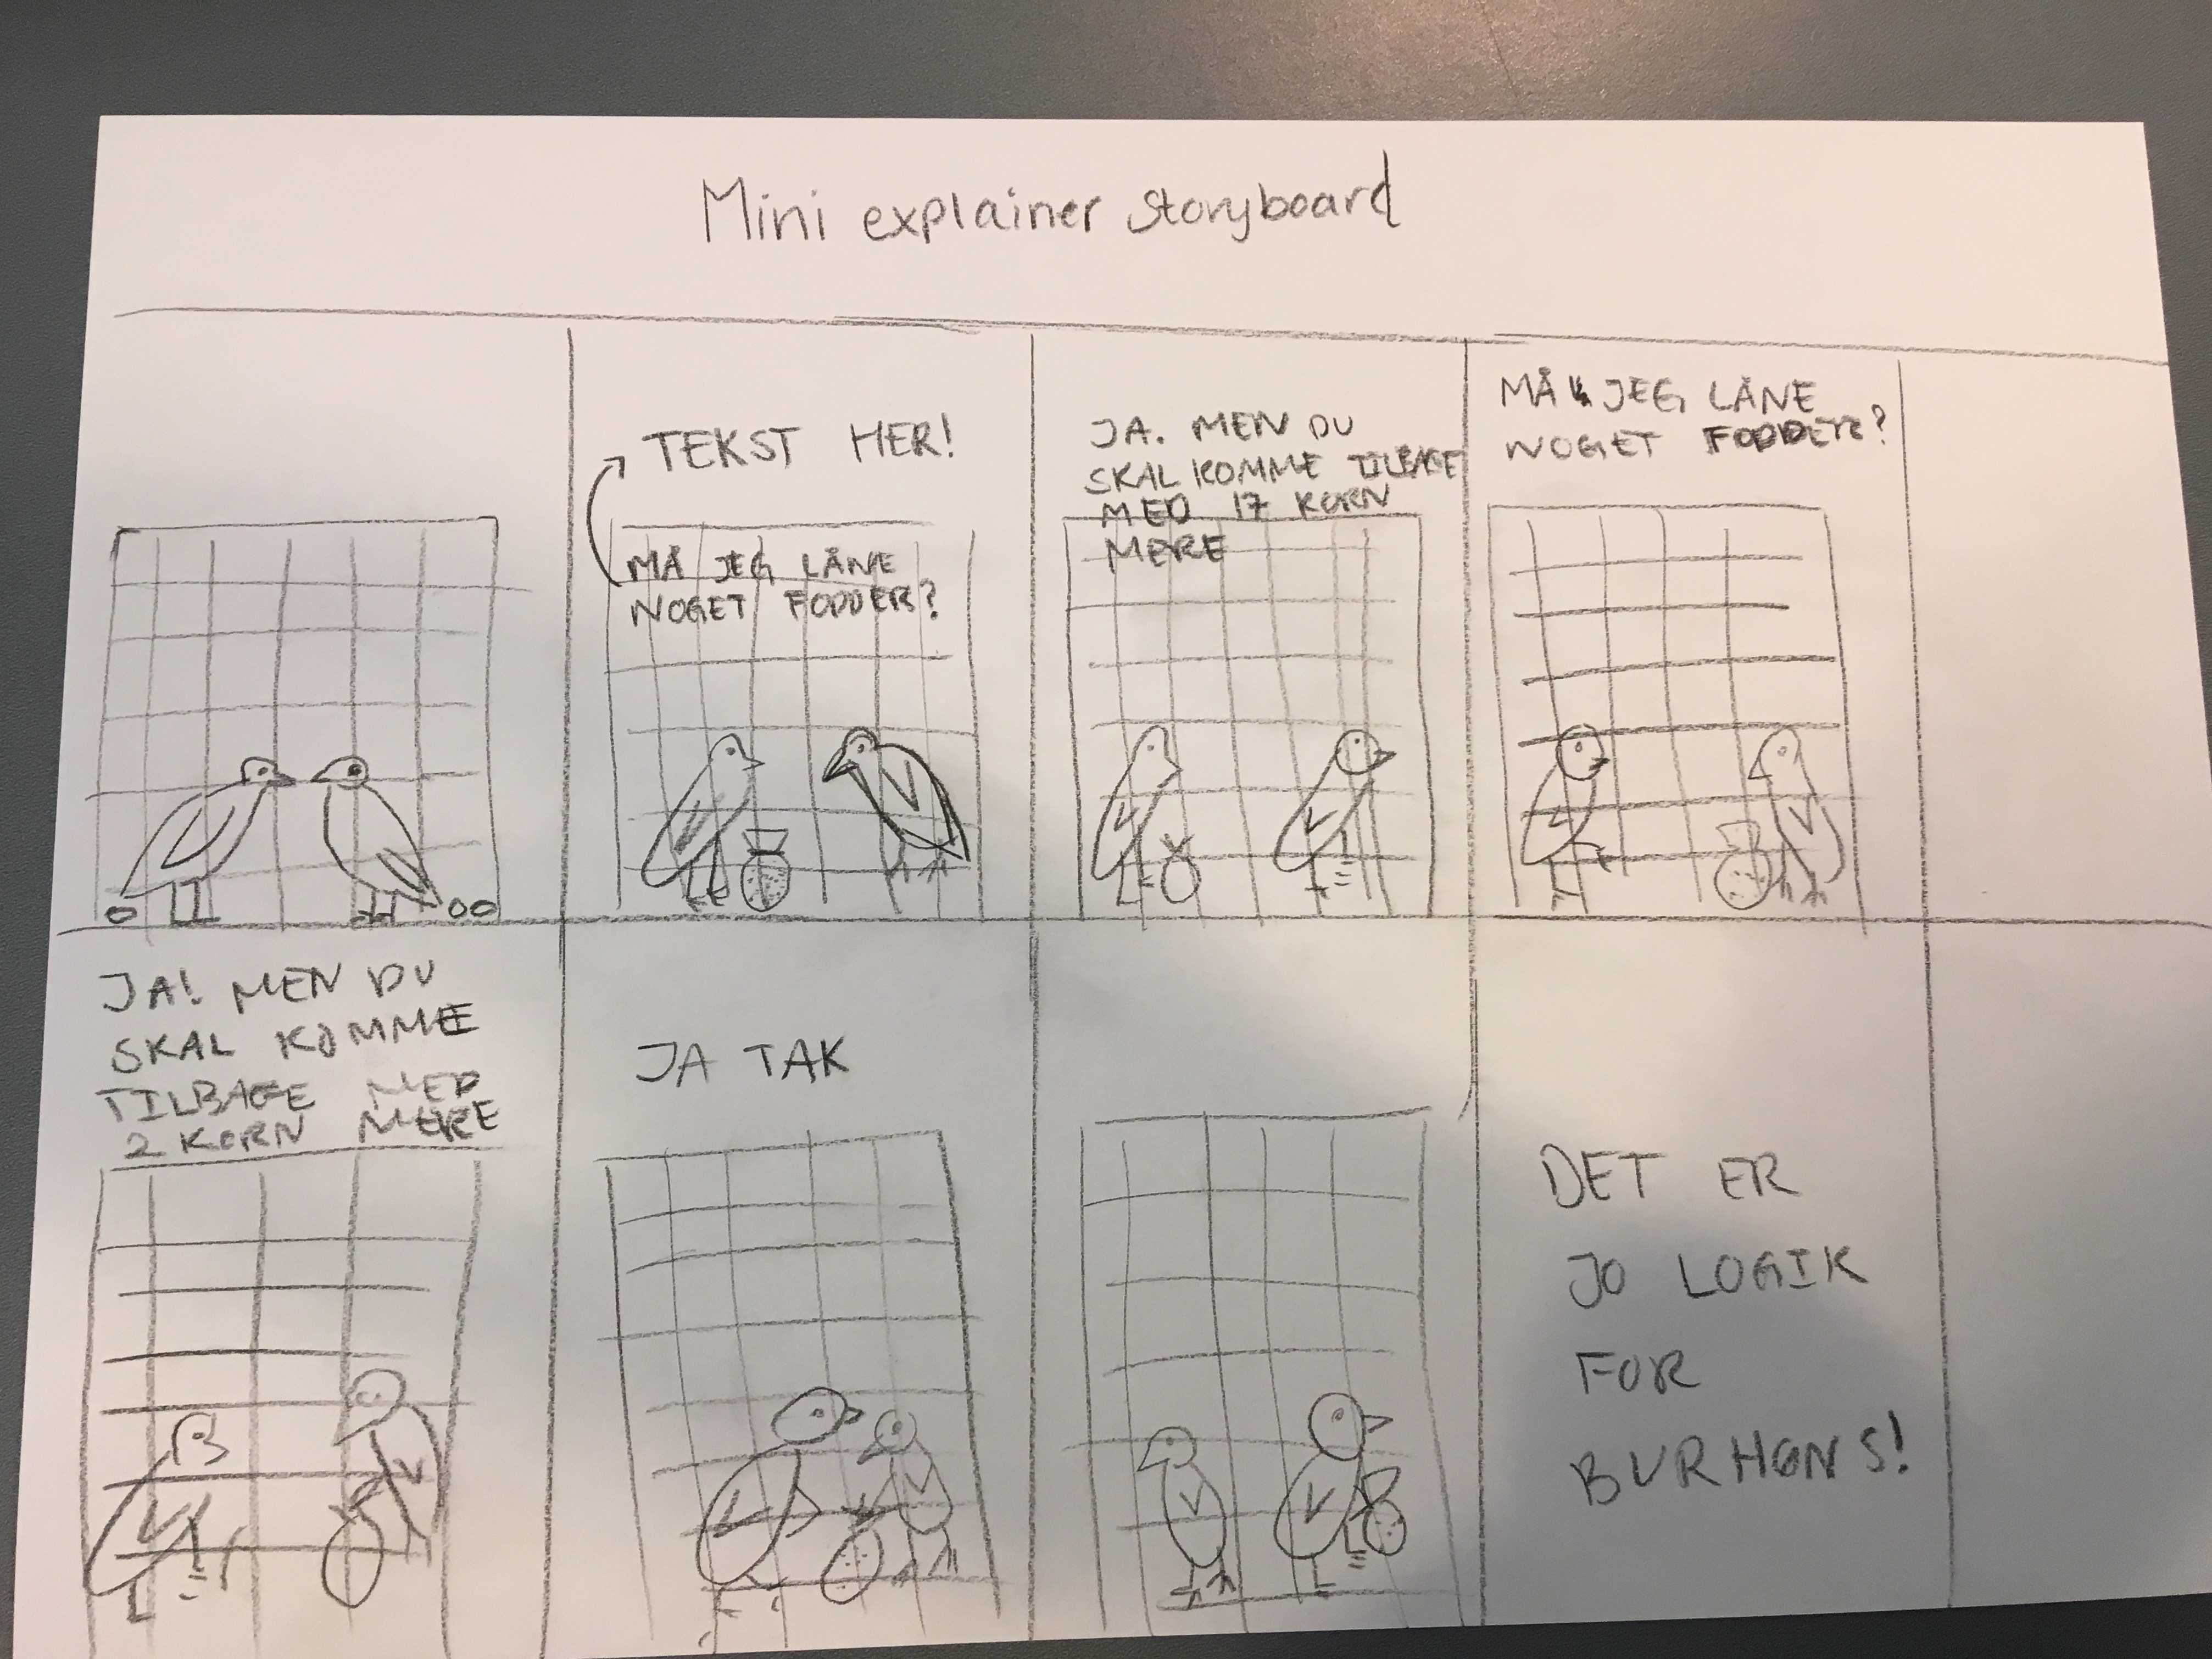 Mini explainer storyboard
TEKST HER!
MÅ JEG LÅNE
NOGET FODDER?
JA. MEN DU
SKAL KOMME TILBAGE
MED 17 KORN
MERE
MÅ JEG LÅNE
NOGET FODDER?
JA! MEN DU
SKAL KOMME
TILBAGE MED
2 KORN MERE
JA TAK
DET ER
JO LOGIK
FOR
BURHØNS!